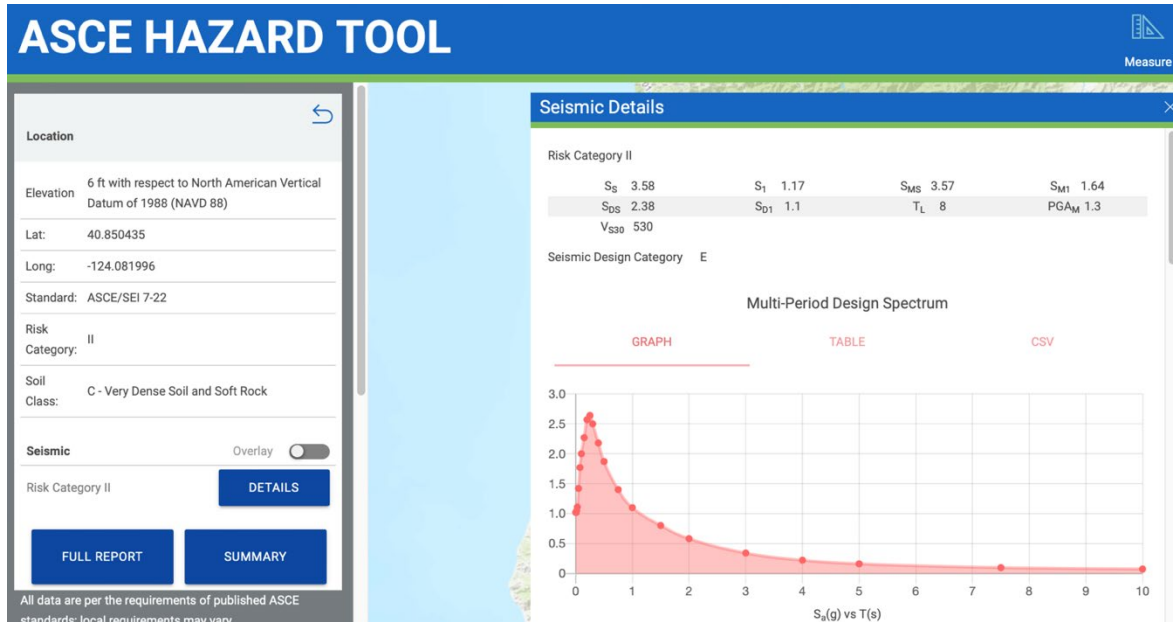 ASCE HAZARD TOOL
Measure
Location
Elevation 6 ft with respect to North American Vertical
Datum of 1988 (NAVD 88)
Lat: 40.850435
Long: -124.081996
Standard: ASCE/SEI 7-22
Risk
Category: II
Soil
Class: C - Very Dense Soil and Soft Rock
Seismic Overlay
Risk Category II DETAILS
FULL REPORT SUMMARY
All data are per the requirements of published ASCE
standards; local requirements may vary
Seismic Details
Risk Category II
SS 3.58 S1 1.17 SMS 3.57 SM1 1.64
SDS 2.38 SD1 1.1 TL 8 PGAM 1.3
VS30 530
Seismic Design Category E
Multi-Period Design Spectrum
GRAPH TABLE CSV
3.0
2.5
2.0
1.5
1.0
0.5
0
0 1 2 3 4 5 6 7 8 9 10
Sa(g) vs T(s)